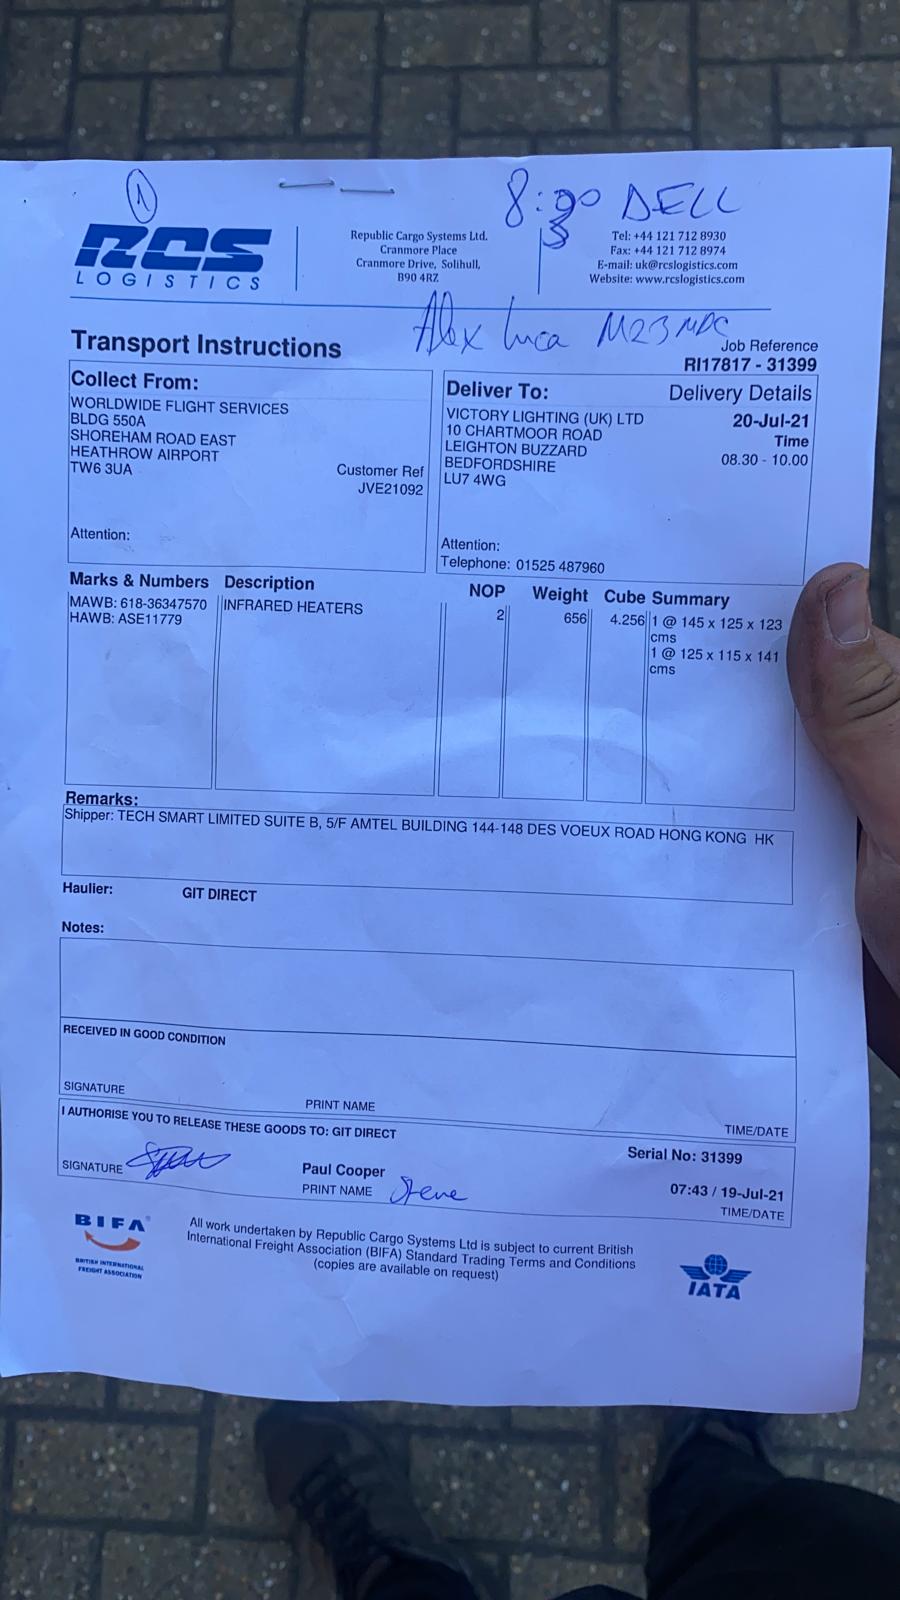 1
8:30 DELL
RCS
LOGISTICS
Republic Cargo Systems Ltd.
Cranmore Place
Cranmore Drive, Solihull,
B90 4RZ
Tel: +44 121 712 8930
Fax: +44 121 712 8974
E-mail: uk@rcslogistics.com
Website: www.rcslogistics.com
Alex Luca M23MDC
Transport Instructions
Job Reference
RI17817 - 31399
Collect From:
WORLDWIDE FLIGHT SERVICES
BLDG 550A
SHOREHAM ROAD EAST
HEATHROW AIRPORT
TW6 3UA
Customer Ref
JVE21092
Attention:
Deliver To:
VICTORY LIGHTING (UK) LTD
10 CHARTMOOR ROAD
LEIGHTON BUZZARD
BEDFORDSHIRE
LU7 4WG
Delivery Details
20-Jul-21
Time
08.30 - 10.00
Attention:
Telephone: 01525 487960
Marks & Numbers Description NOP Weight Cube Summary
MAWB: 618-36347570 INFRARED HEATERS 2 656 4.256 1 @ 145 x 125 x 123
HAWB: ASE11779 cms
1 @ 125 x 115 x 141
cms
Remarks:
Shipper: TECH SMART LIMITED SUITE B, 5/F AMTEL BUILDING 144-148 DES VOEUX ROAD HONG KONG HK
Haulier: GIT DIRECT
Notes:
RECEIVED IN GOOD CONDITION
SIGNATURE PRINT NAME TIME/DATE
I AUTHORISE YOU TO RELEASE THESE GOODS TO: GIT DIRECT
Serial No: 31399
SIGNATURE Paul Cooper
PRINT NAME Steve
07:43 / 19-Jul-21
TIME/DATE
BIFA
BRITISH INTERNATIONAL
FREIGHT ASSOCIATION
All work undertaken by Republic Cargo Systems Ltd is subject to current British
International Freight Association (BIFA) Standard Trading Terms and Conditions
(copies are available on request)
IATA